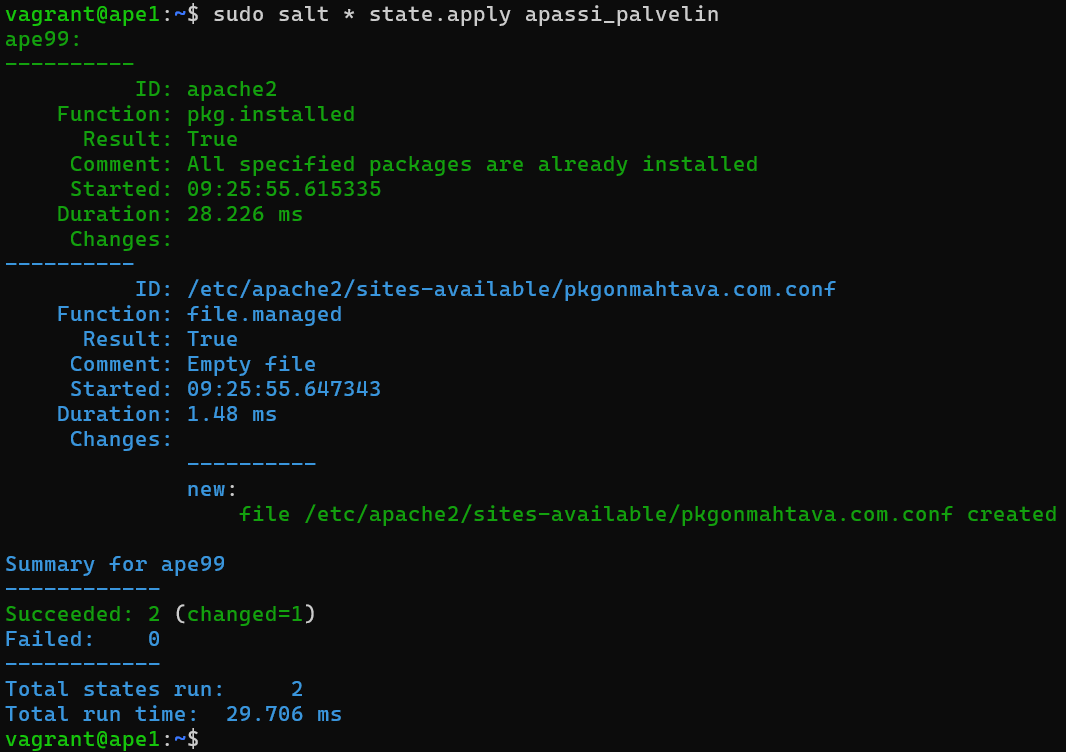 vagrant@ape1:~$ sudo salt * state.apply apassi_palvelin
ape99:
----------
          ID: apache2
    Function: pkg.installed
      Result: True
     Comment: All specified packages are already installed
     Started: 09:25:55.615335
    Duration: 28.226 ms
     Changes:
----------
          ID: /etc/apache2/sites-available/pkgonmahtava.com.conf
    Function: file.managed
      Result: True
     Comment: Empty file
     Started: 09:25:55.647343
    Duration: 1.48 ms
     Changes:
              ----------
              new:
                  file /etc/apache2/sites-available/pkgonmahtava.com.conf created

Summary for ape99
------------
Succeeded: 2 (changed=1)
Failed:    0
------------
Total states run:     2
Total run time:  29.706 ms
vagrant@ape1:~$